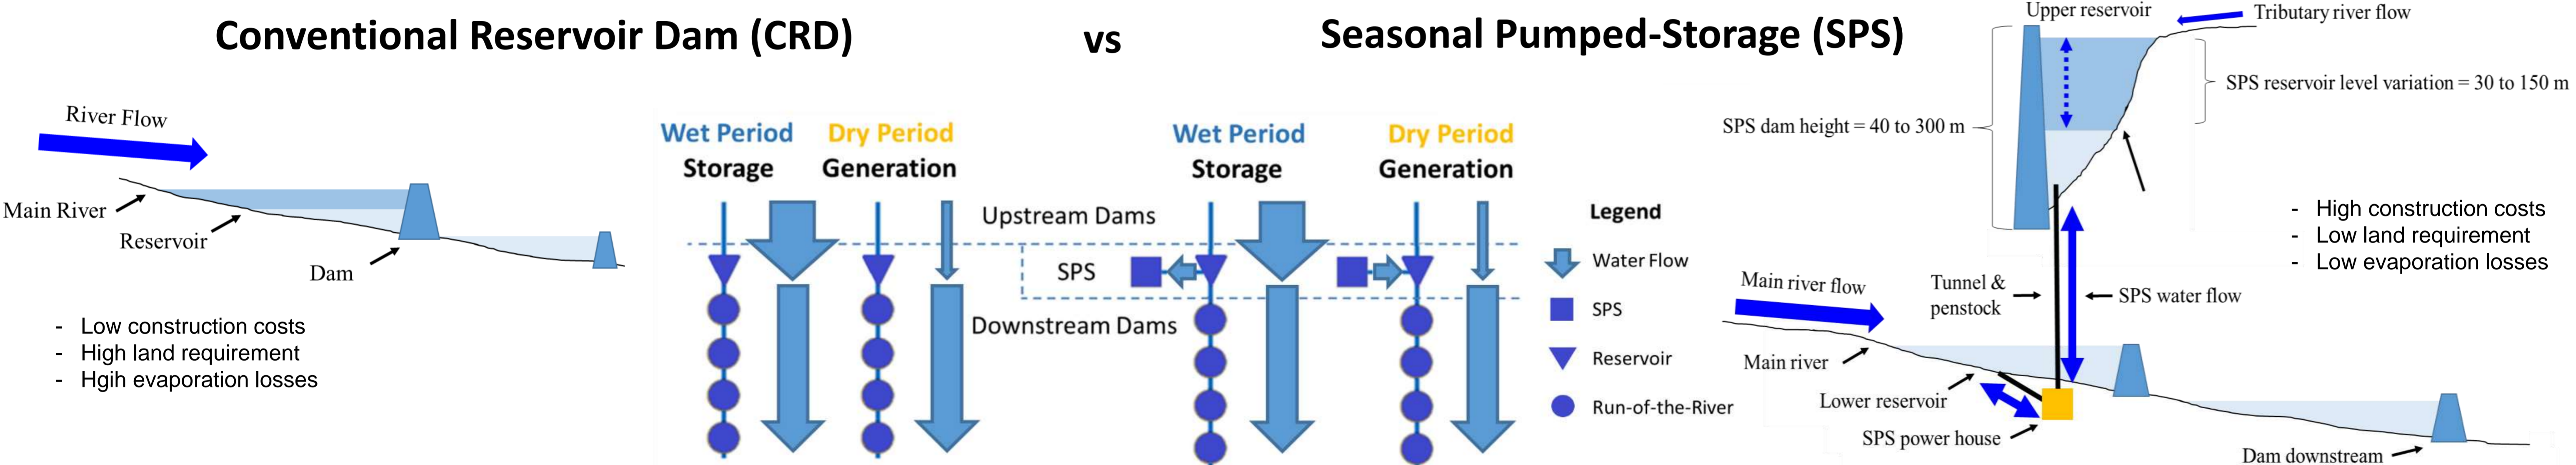 Conventional Reservoir Dam (CRD)
vs
Seasonal Pumped-Storage (SPS)
River Flow
Main River
Reservoir
Dam
- Low construction costs
- High land requirement
- Hgih evaporation losses
Wet Period
Storage
Dry Period
Generation
Upstream Dams
SPS
Downstream Dams
Wet Period
Storage
Dry Period
Generation
Legend
Water Flow
SPS
Reservoir
Run-of-the-River
Upper reservoir
Tributary river flow
SPS reservoir level variation = 30 to 150 m
SPS dam height = 40 to 300 m
- High construction costs
- Low land requirement
- Low evaporation losses
Main river flow
Tunnel &
penstock
SPS water flow
Main river
Lower reservoir
SPS power house
Dam downstream